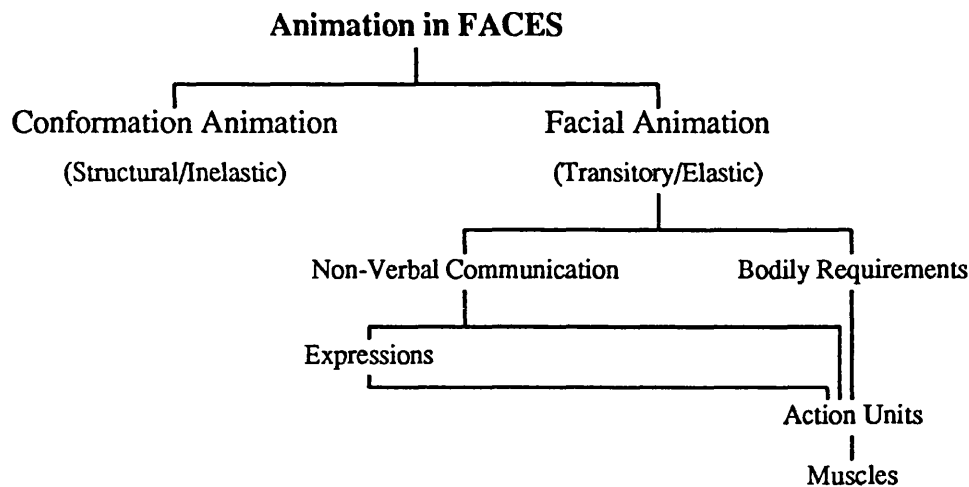 Animation in FACES
Conformation Animation
(Structural/Inelastic)
Facial Animation
(Transitory/Elastic)
Non-Verbal Communication
Bodily Requirements
Expressions
Action Units
Muscles